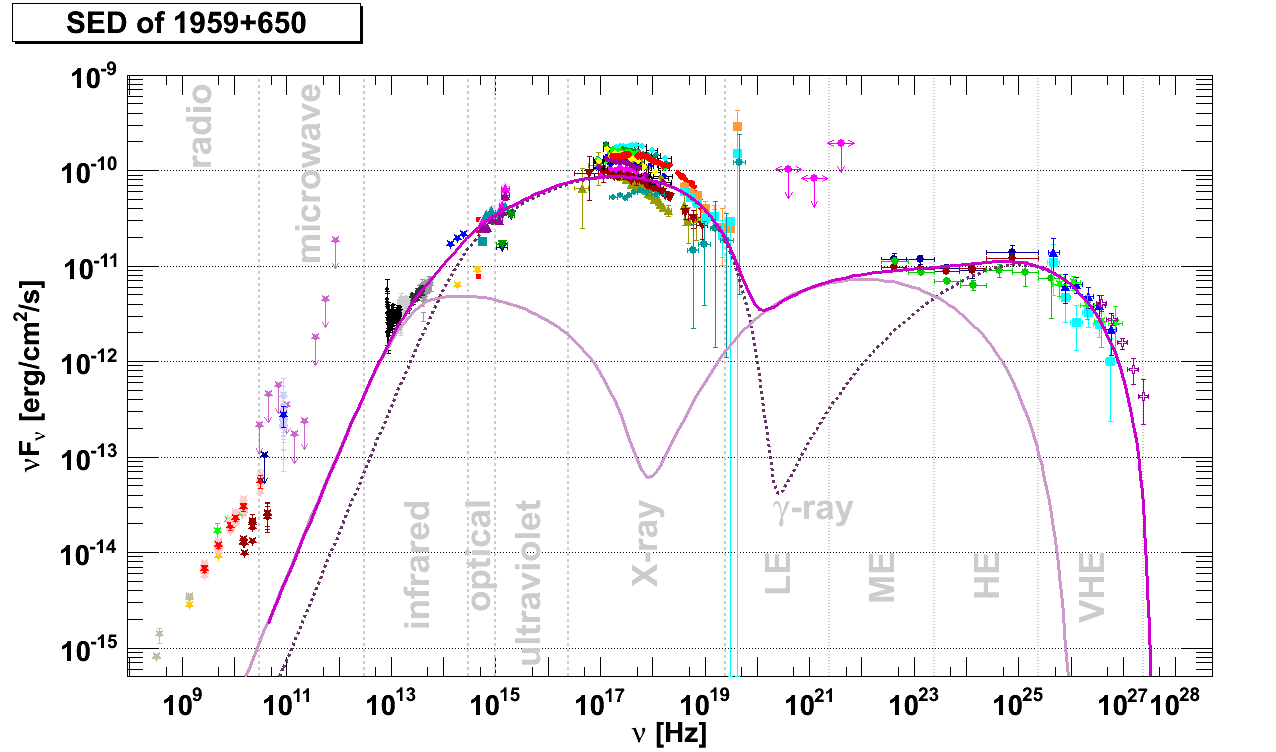 SED of 1959+650
νFν [erg/cm²/s]
10⁻⁹
10⁻¹⁰
10⁻¹¹
10⁻¹²
10⁻¹³
10⁻¹⁴
10⁻¹⁵
radio
microwave
infrared
optical
ultraviolet
X-ray
γ-ray
LE
ME
HE
VHE
10⁹ 10¹¹ 10¹³ 10¹⁵ 10¹⁷ 10¹⁹ 10²¹ 10²³ 10²⁵ 10²⁷ 10²⁸
ν [Hz]